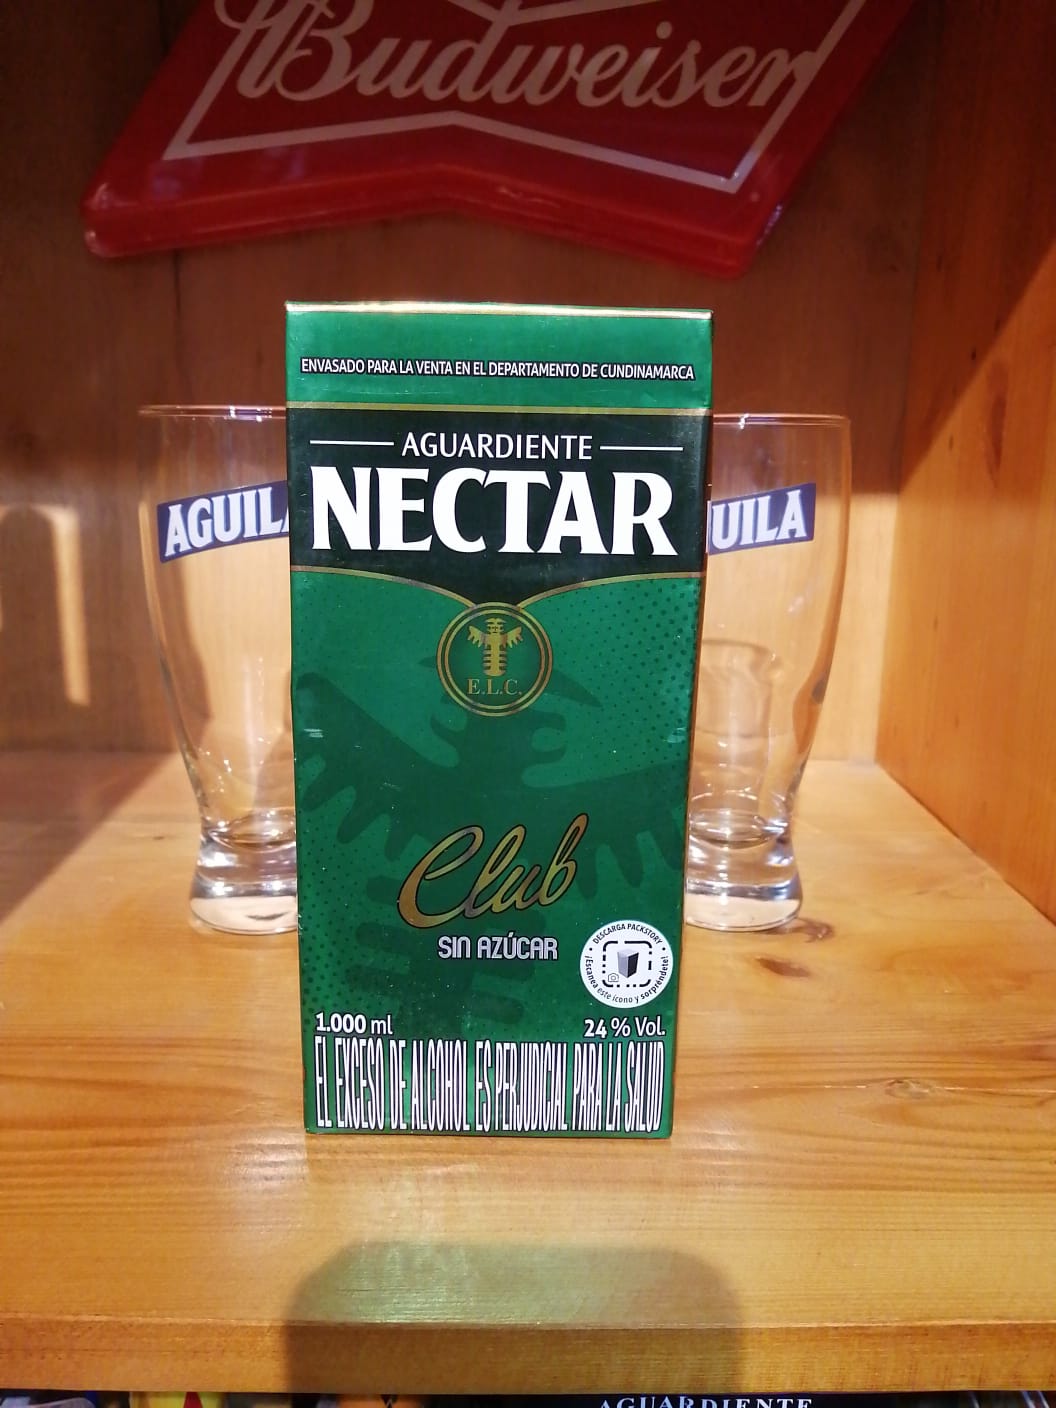 Budweiser
ENVASADO PARA LA VENTA EN EL DEPARTAMENTO DE CUNDINAMARCA
AGUARDIENTE
NECTAR
AGUILA
UILA
E.L.C.
Club
SIN AZÚCAR
• DESCARGA PACKSTORY •
¡Escanea este ícono y sorpréndete!
1.000 ml
24 % Vol.
EL EXCESO DE ALCOHOL ES PERJUDICIAL PARA LA SALUD
AGUARDIENTE